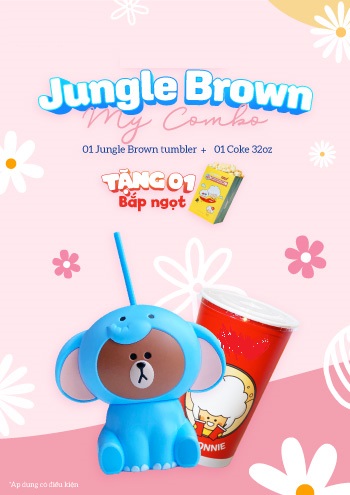 Jungle Brown
My Combo
01 Jungle Brown tumbler + 01 Coke 32oz
TẶNG 01
Bắp ngọt
ONNIE
*Áp dụng có điều kiện